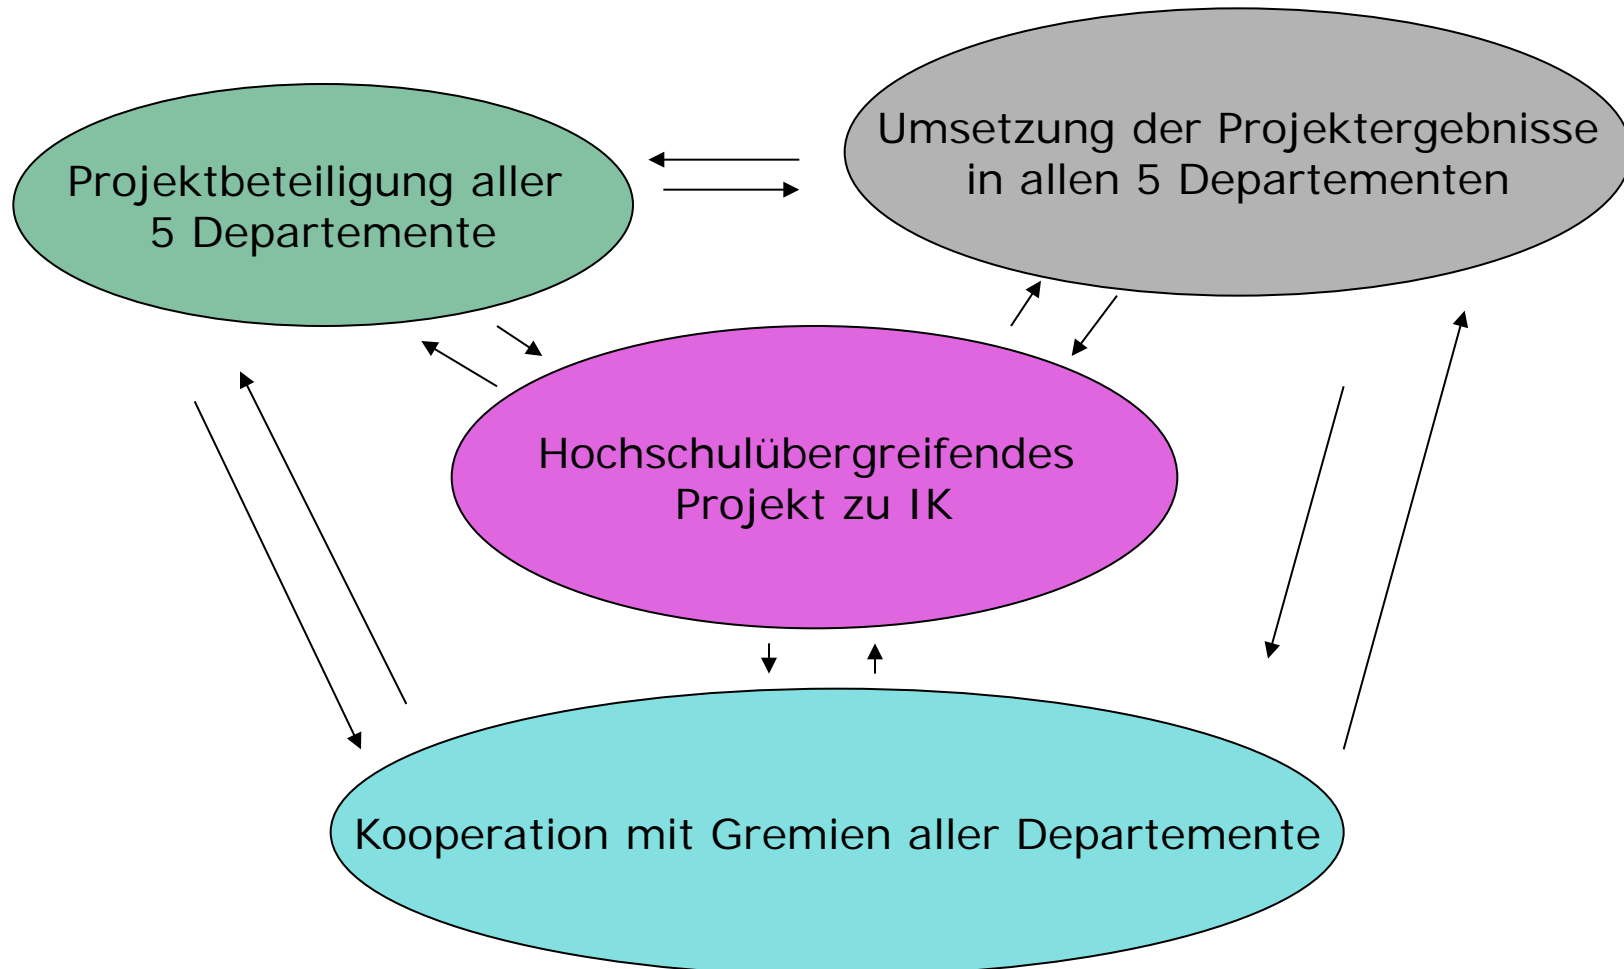 Projektbeteiligung aller
5 Departemente
Umsetzung der Projektergebnisse
in allen 5 Departementen
Hochschulübergreifendes
Projekt zu IK
Kooperation mit Gremien aller Departemente